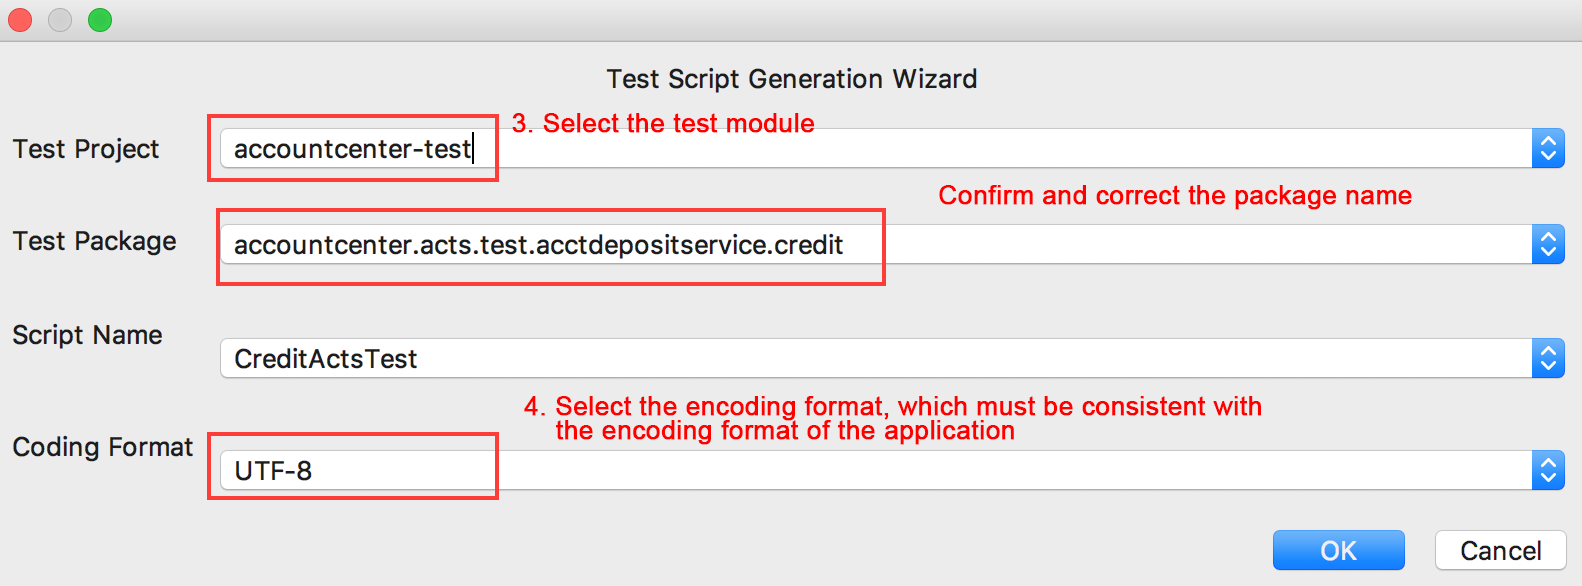 Test Script Generation Wizard
3. Select the test module
Test Project
accountcenter-test
Confirm and correct the package name
Test Package
accountcenter.acts.test.acctdepositservice.credit
Script Name
CreditActsTest
4. Select the encoding format, which must be consistent with
the encoding format of the application
Coding Format
UTF-8
OK
Cancel